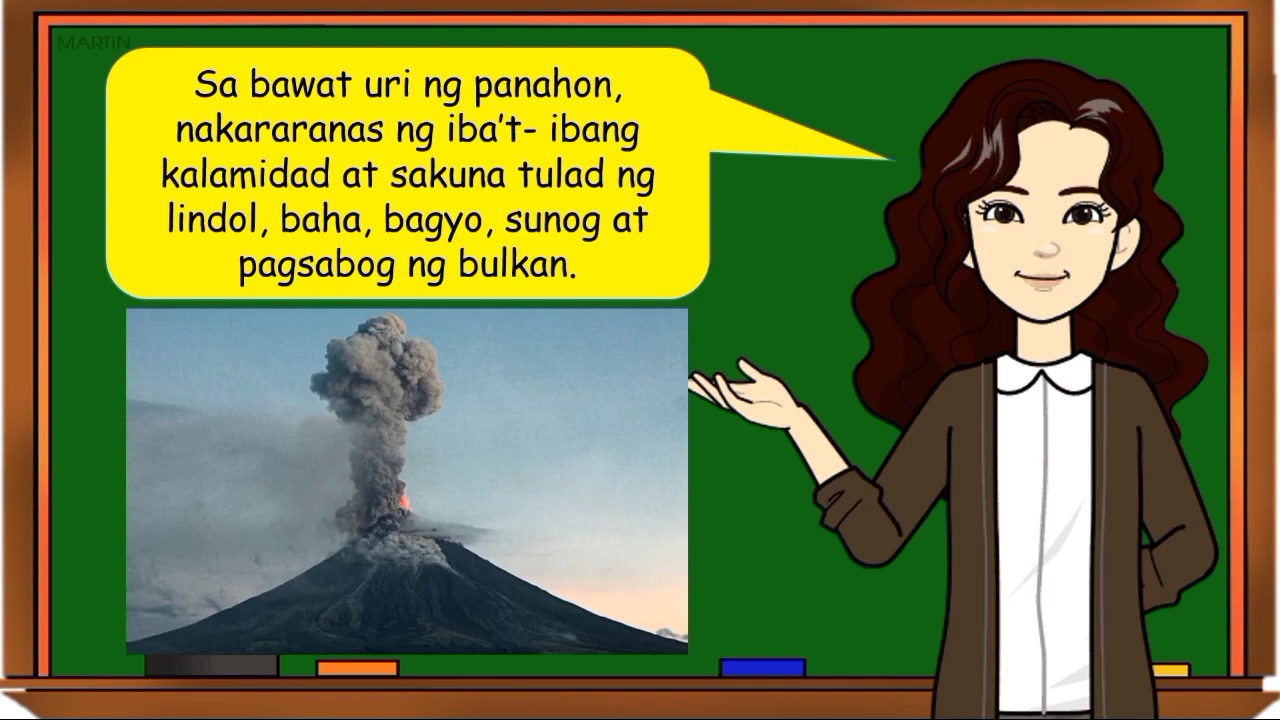 MARTIN
Sa bawat uri ng panahon,
nakararanas ng iba't- ibang
kalamidad at sakuna tulad ng
lindol, baha, bagyo, sunog at
pagsabog ng bulkan.